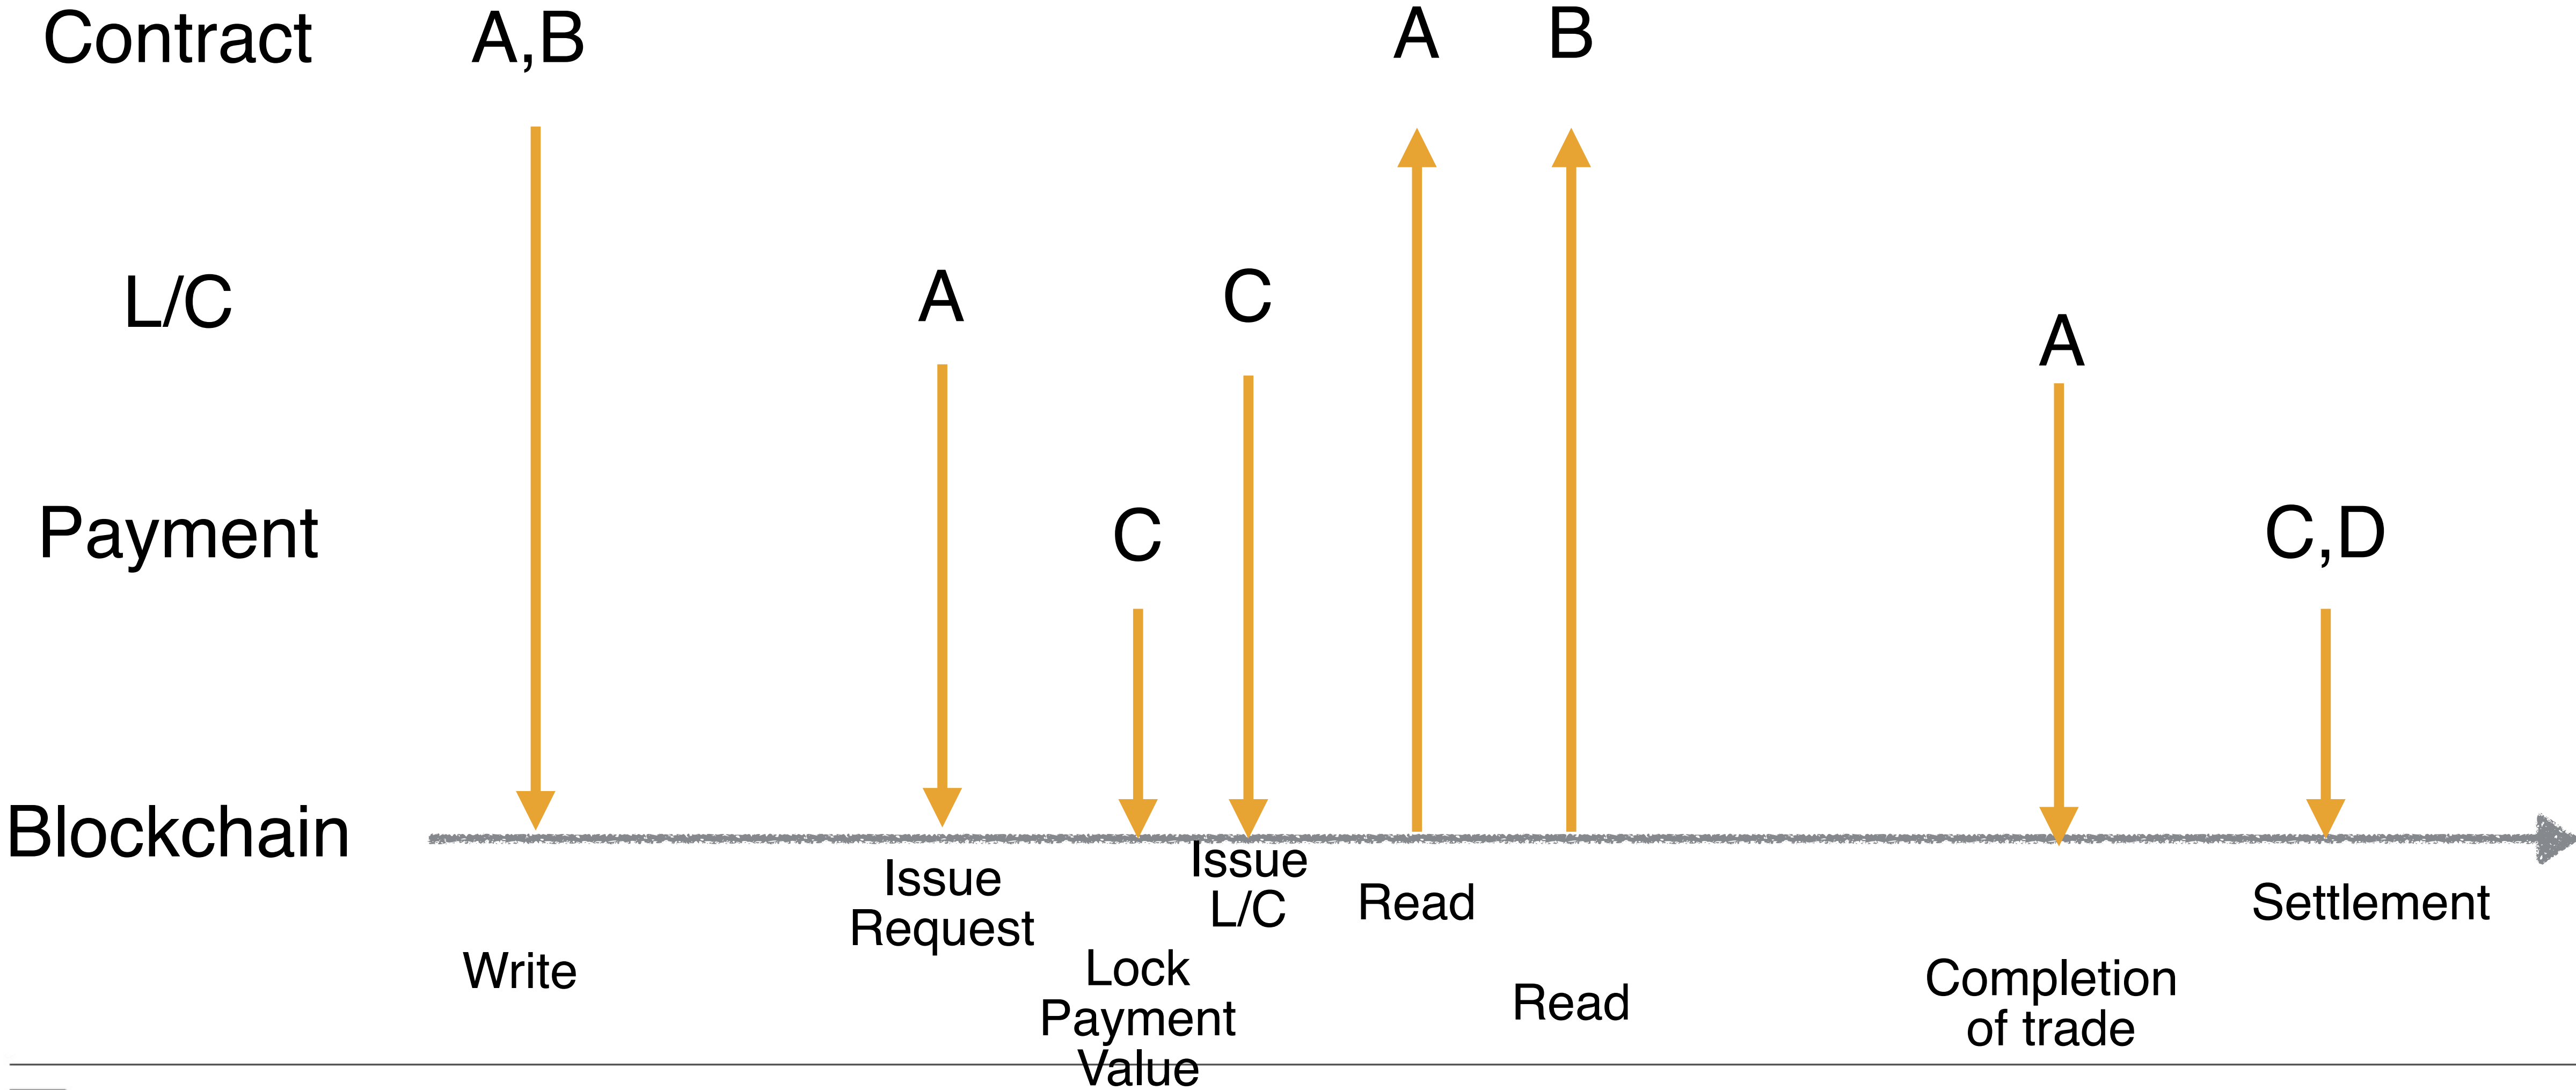 Contract
A,B
A
B
L/C
A
C
A
Payment
C
C,D
Blockchain
Write
Issue
Request
Lock
Payment
Value
Issue
L/C
Read
Read
Completion
of trade
Settlement